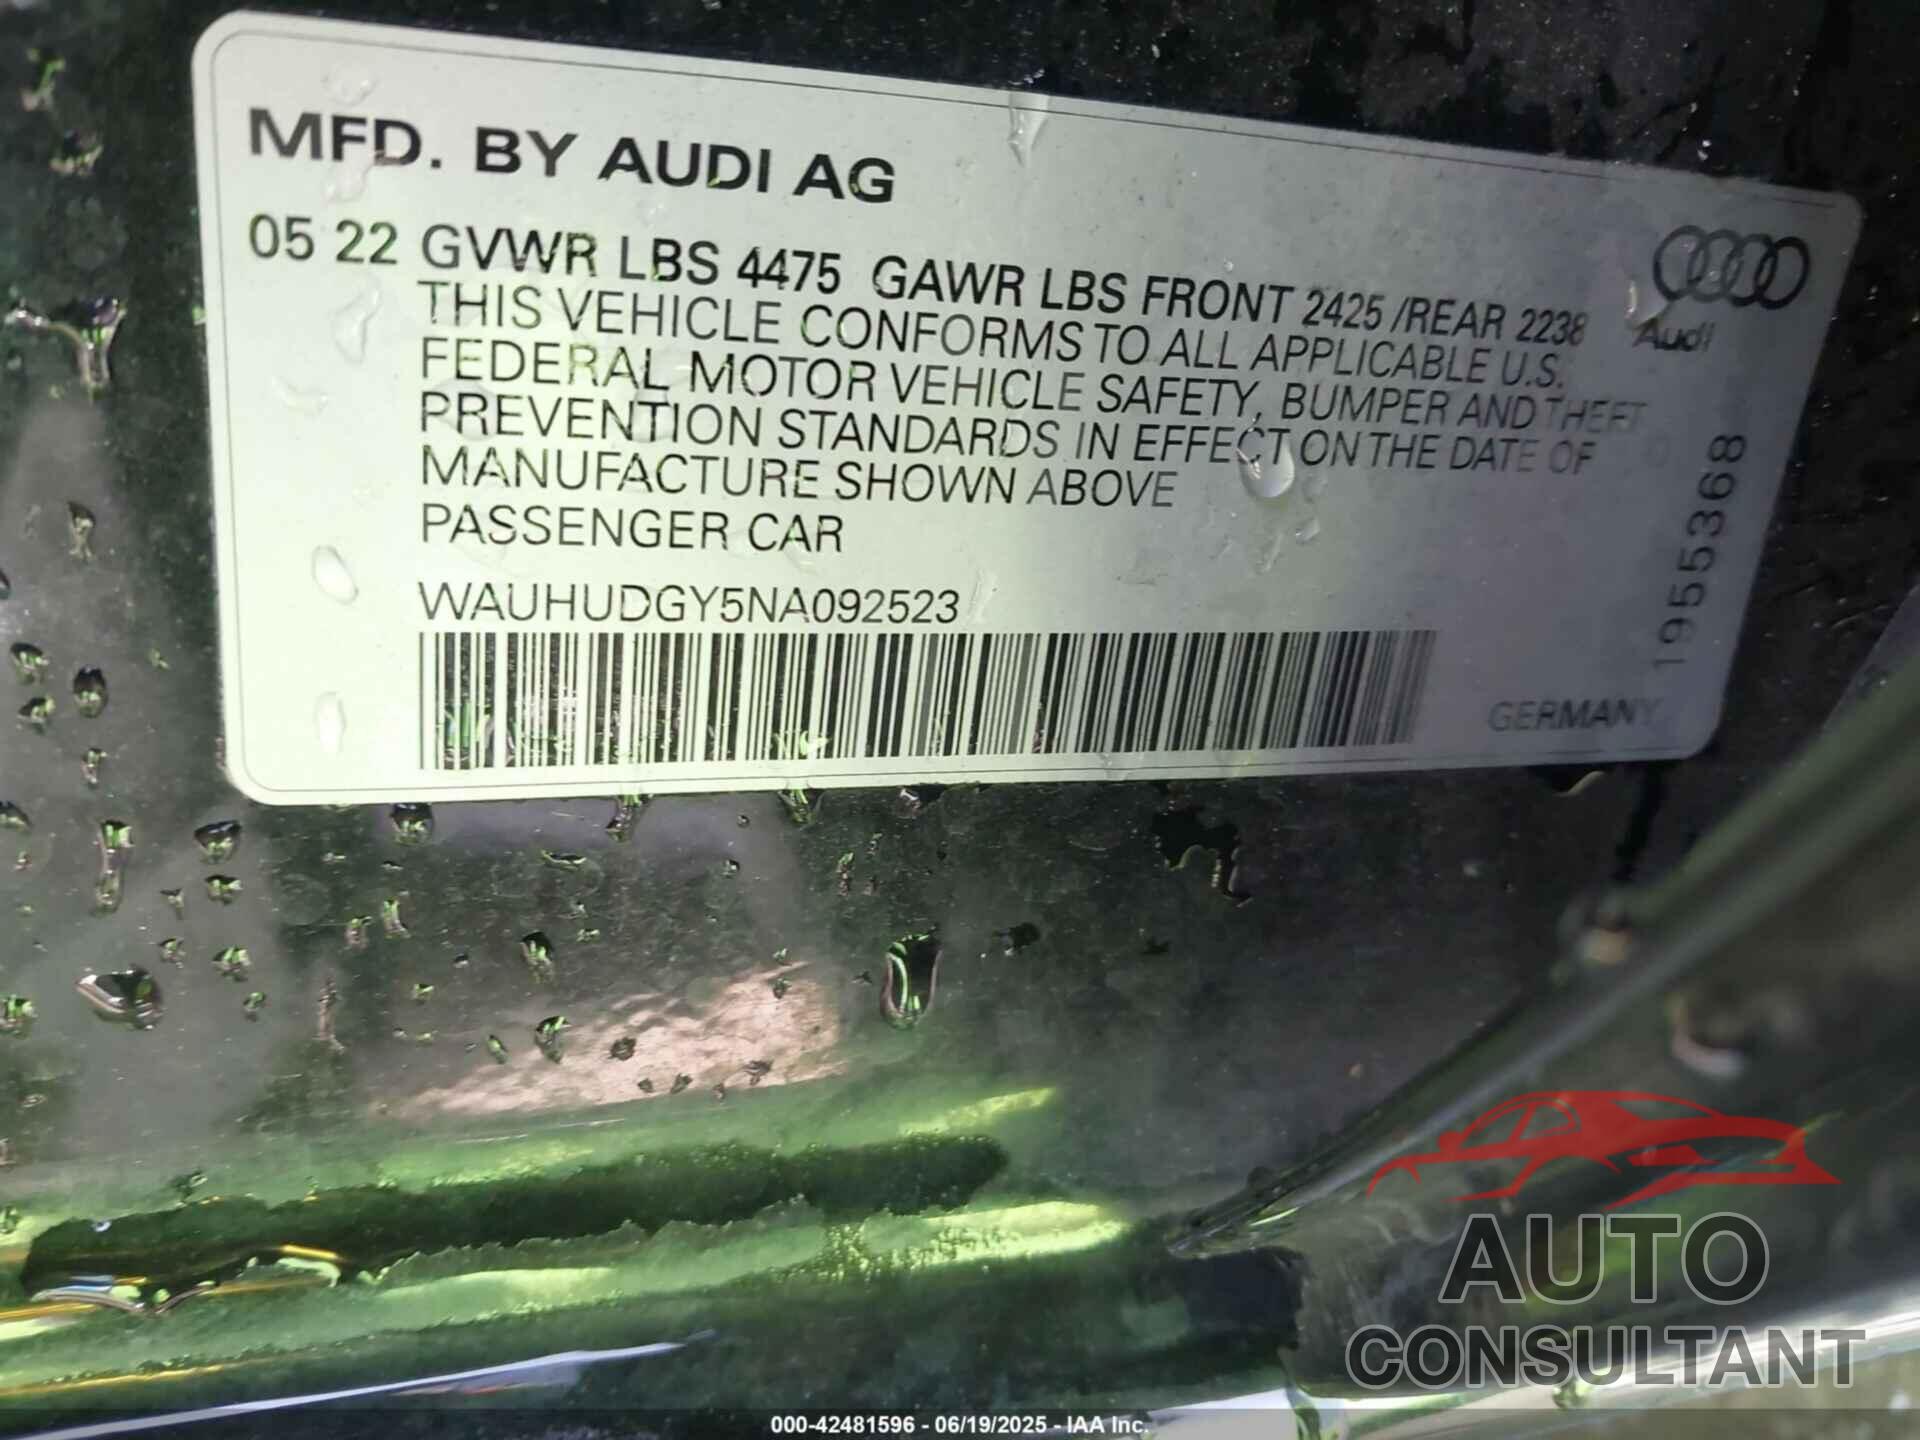 MFD. BY AUDI AG
05 22 GVWR LBS 4475 GAWR LBS FRONT 2425 /REAR 2238
THIS VEHICLE CONFORMS TO ALL APPLICABLE U.S.
FEDERAL MOTOR VEHICLE SAFETY, BUMPER AND THEFT
PREVENTION STANDARDS IN EFFECT ON THE DATE OF
MANUFACTURE SHOWN ABOVE
PASSENGER CAR
WAUHUDGY5NA092523
Audi
1955368
GERMANY
AUTO
CONSULTANT
000-42481596 - 06/19/2025 - IAA Inc.